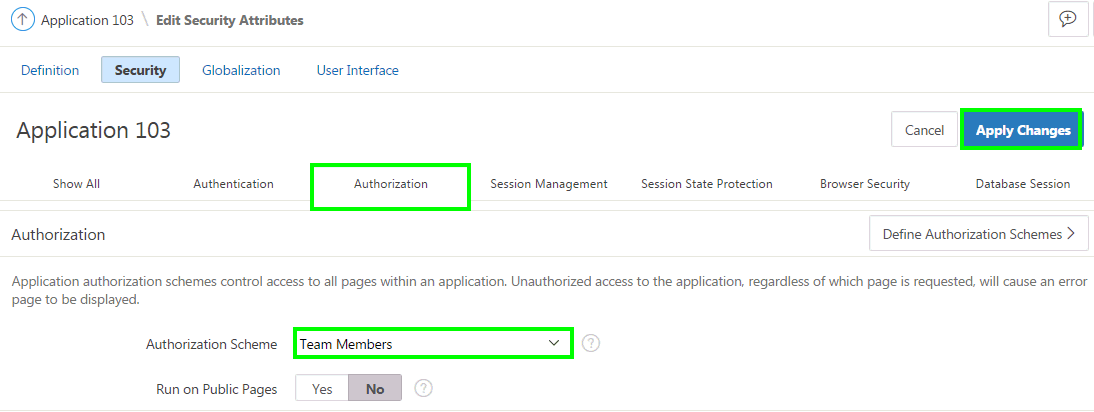 Application 103 \ Edit Security Attributes
Definition Security Globalization User Interface
Application 103
Cancel Apply Changes
Show All Authentication Authorization Session Management Session State Protection Browser Security Database Session
Authorization Define Authorization Schemes >
Application authorization schemes control access to all pages within an application. Unauthorized access to the application, regardless of which page is requested, will cause an error
page to be displayed.
Authorization Scheme Team Members ?
Run on Public Pages Yes No ?